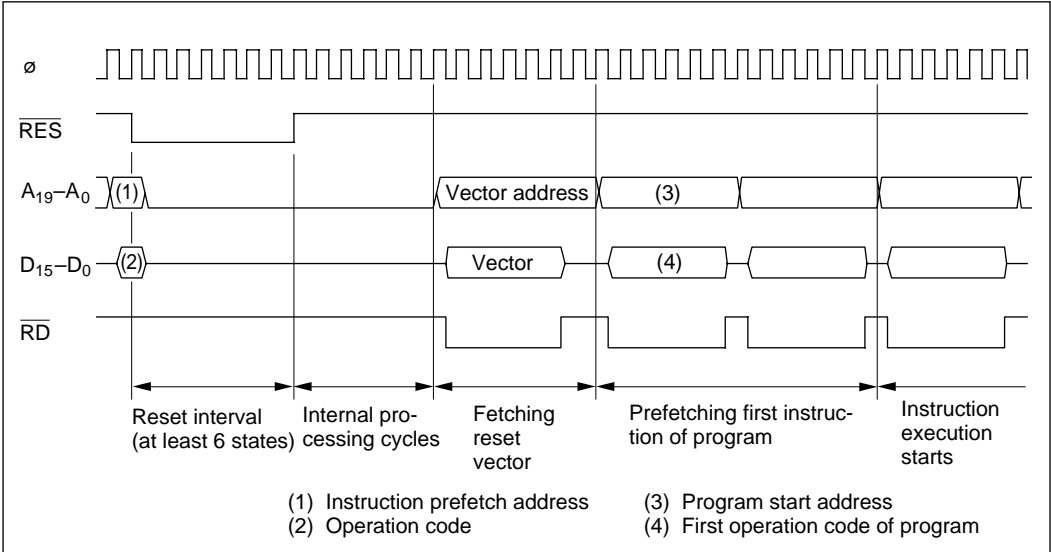 ø
RES
A19–A0 (1) Vector address (3)
D15–D0 (2) Vector (4)
RD
Reset interval
(at least 6 states)
Internal pro-
cessing cycles
Fetching
reset
vector
Prefetching first instruc-
tion of program
Instruction
execution
starts
(1) Instruction prefetch address
(2) Operation code
(3) Program start address
(4) First operation code of program